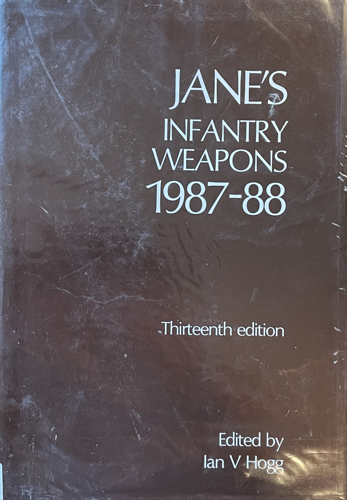 JANE'S
INFANTRY
WEAPONS
1987-88
Thirteenth edition
Edited by
Ian V Hogg